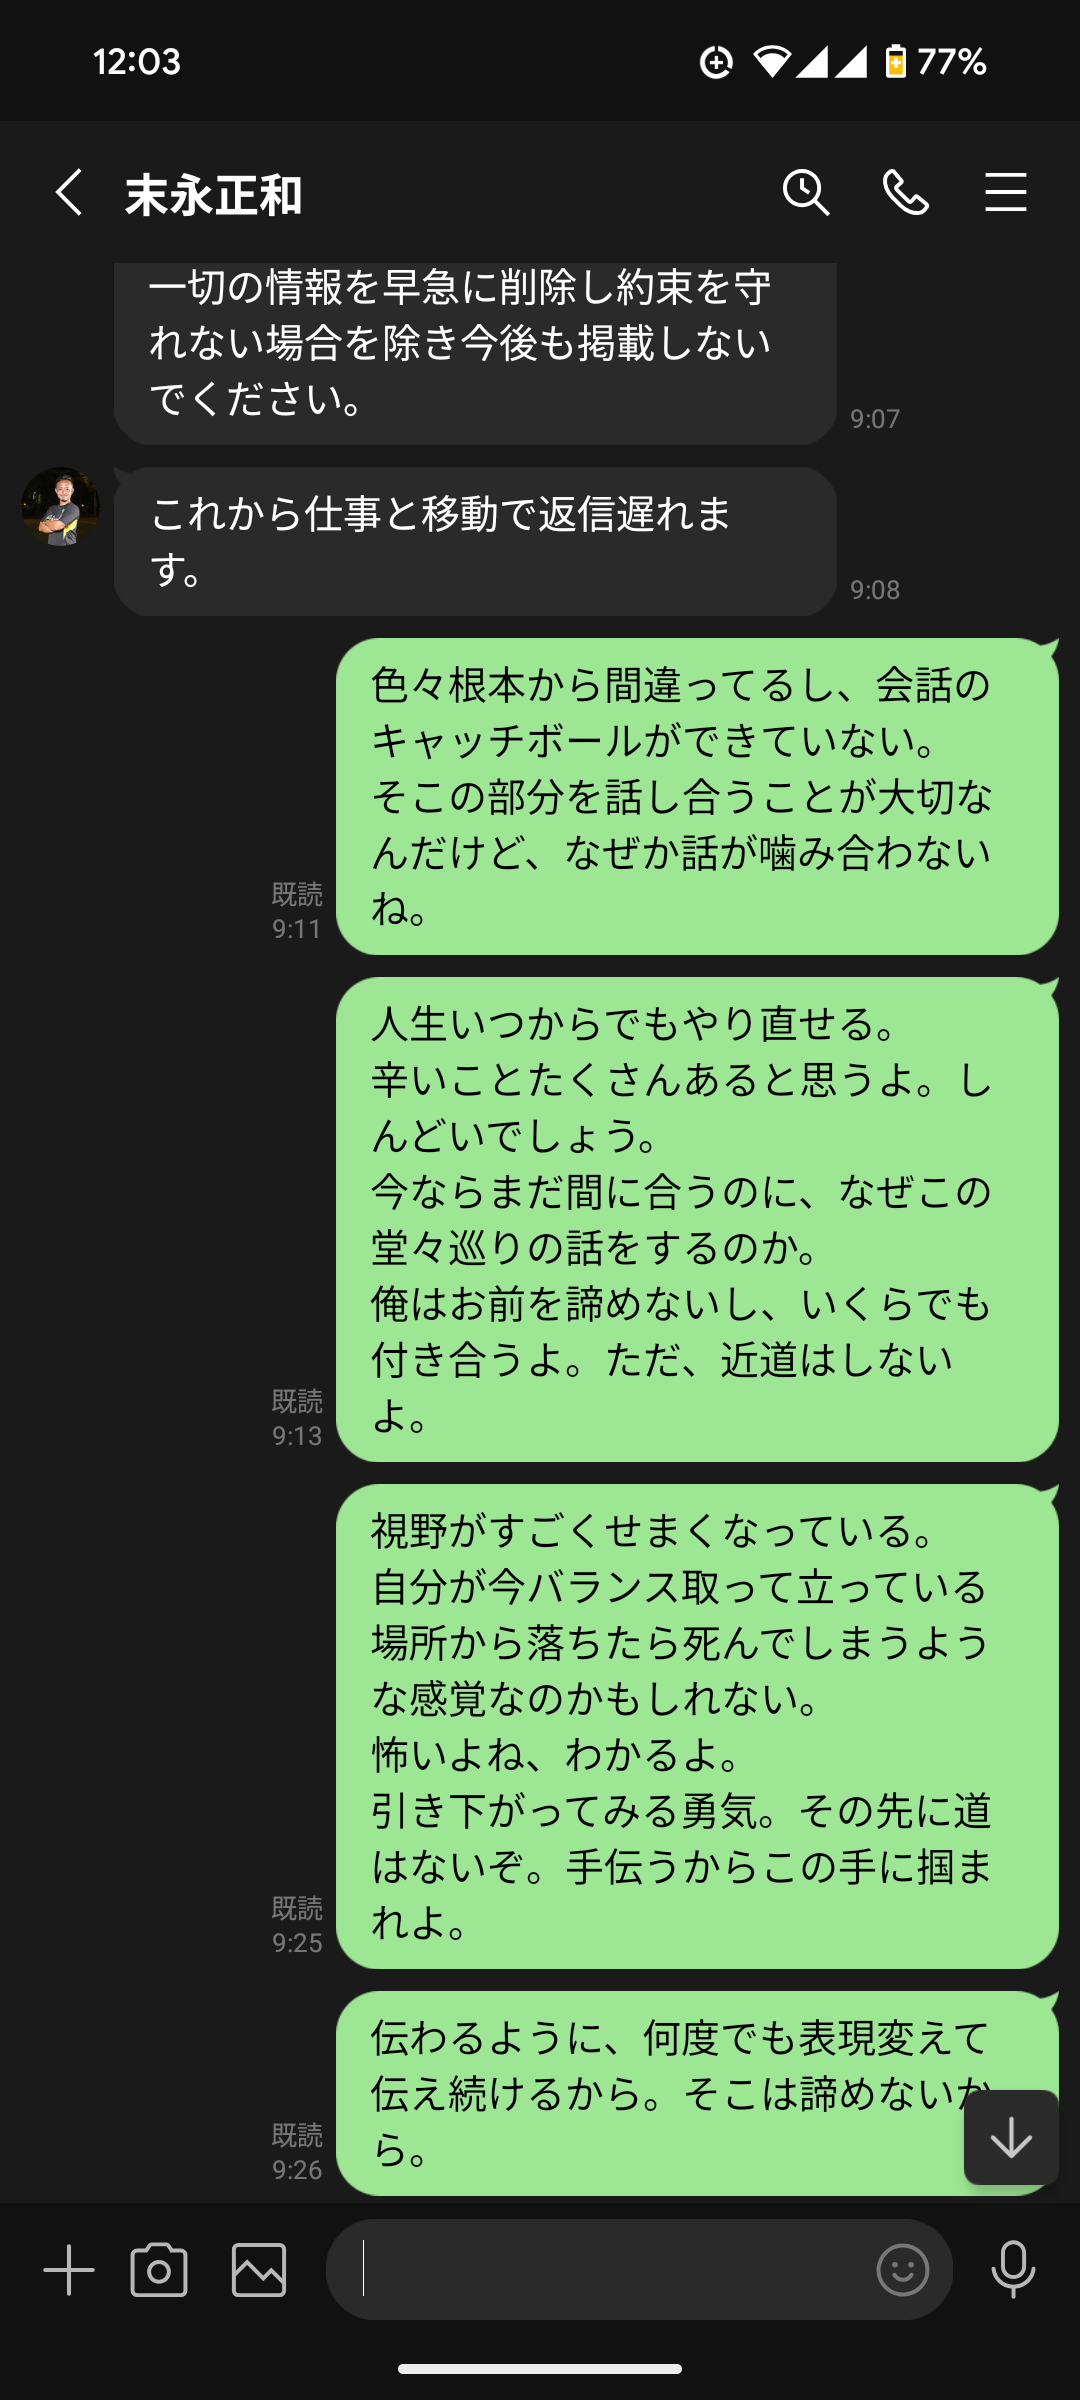 12:03
77%
末永正和
一切の情報を早急に削除し約束を守
れない場合を除き今後も掲載しない
でください。
9:07
これから仕事と移動で返信遅れま
す。
9:08
色々根本から間違ってるし、会話の
キャッチボールができていない。
そこの部分を話し合うことが大切な
んだけど、なぜか話が噛み合わない
ね。
既読
9:11
人生いつからでもやり直せる。
辛いことたくさんあると思うよ。し
んどいでしょう。
今ならまだ間に合うのに、なぜこの
堂々巡りの話をするのか。
俺はお前を諦めないし、いくらでも
付き合うよ。ただ、近道はしない
よ。
既読
9:13
視野がすごくせまくなっている。
自分が今バランス取って立っている
場所から落ちたら死んでしまうよう
な感覚なのかもしれない。
怖いよね、わかるよ。
引き下がってみる勇気。その先に道
はないぞ。手伝うからこの手に掴ま
れよ。
既読
9:25
伝わるように、何度でも表現変えて
伝え続けるから。そこは諦めないか
ら。
既読
9:26